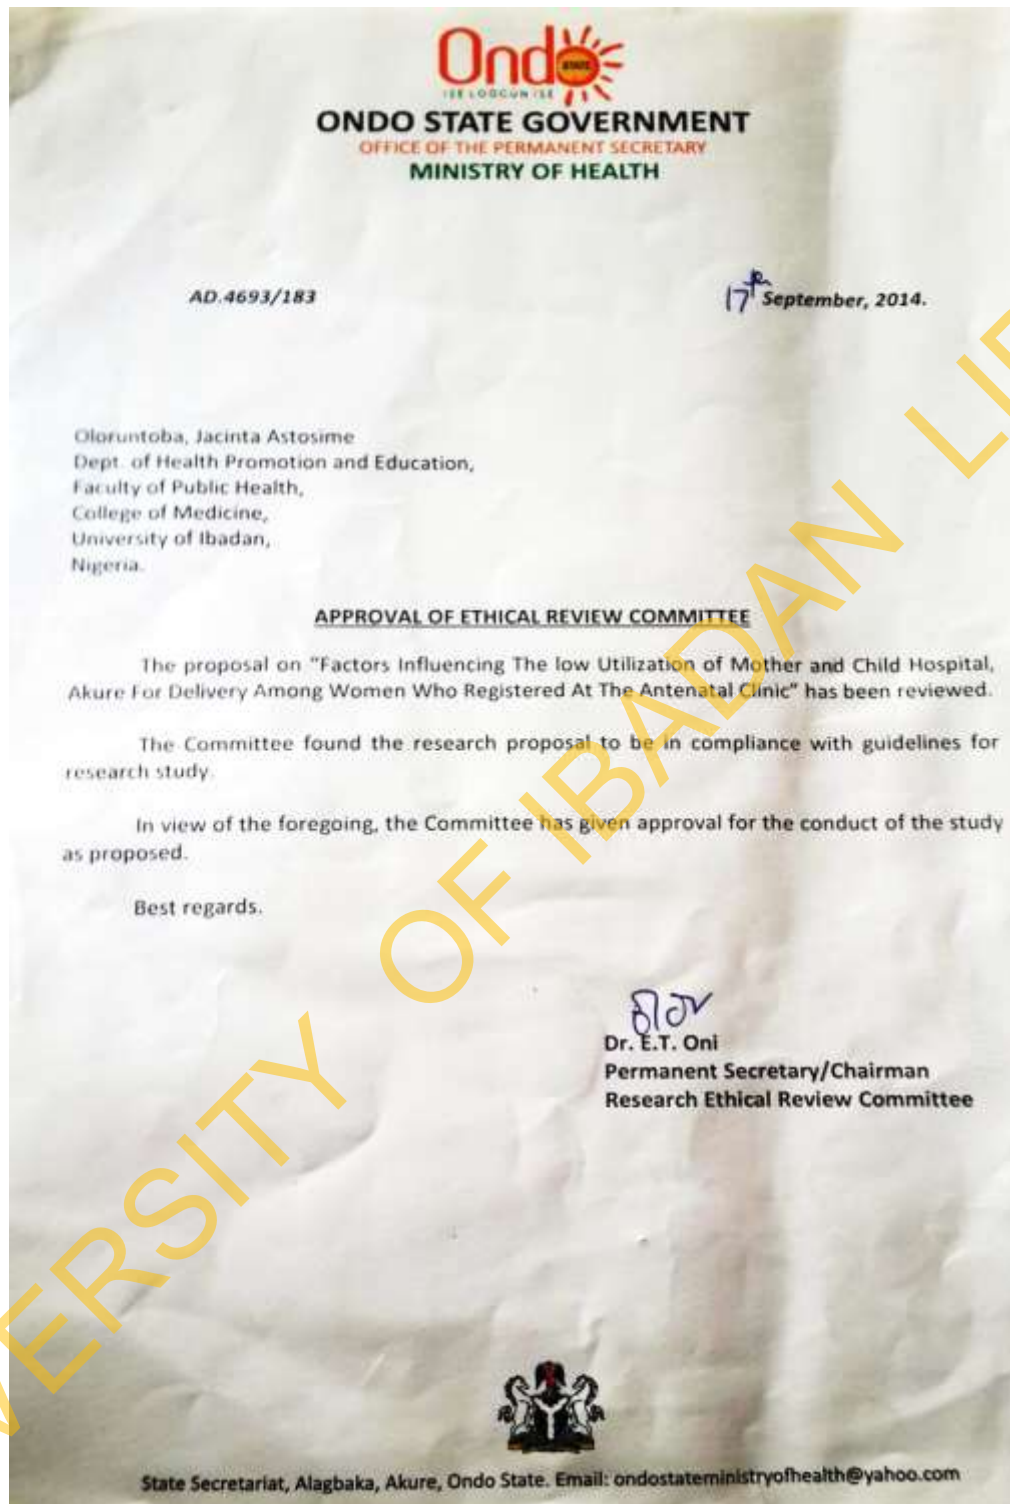 Ondo
STATE
ISE LOOGUN ISE
ONDO STATE GOVERNMENT
OFFICE OF THE PERMANENT SECRETARY
MINISTRY OF HEALTH
AD.4693/183
17th September, 2014.
Oloruntoba, Jacinta Astosime
Dept. of Health Promotion and Education,
Faculty of Public Health,
College of Medicine,
University of Ibadan,
Nigeria.
APPROVAL OF ETHICAL REVIEW COMMITTEE
The proposal on "Factors Influencing The low Utilization of Mother and Child Hospital,
Akure For Delivery Among Women Who Registered At The Antenatal Clinic" has been reviewed.
The Committee found the research proposal to be in compliance with guidelines for
research study.
In view of the foregoing, the Committee has given approval for the conduct of the study
as proposed.
Best regards.
Dr. E.T. Oni
Permanent Secretary/Chairman
Research Ethical Review Committee
State Secretariat, Alagbaka, Akure, Ondo State. Email: ondostateministryofhealth@yahoo.com
VERSITY OF IBADAN LI